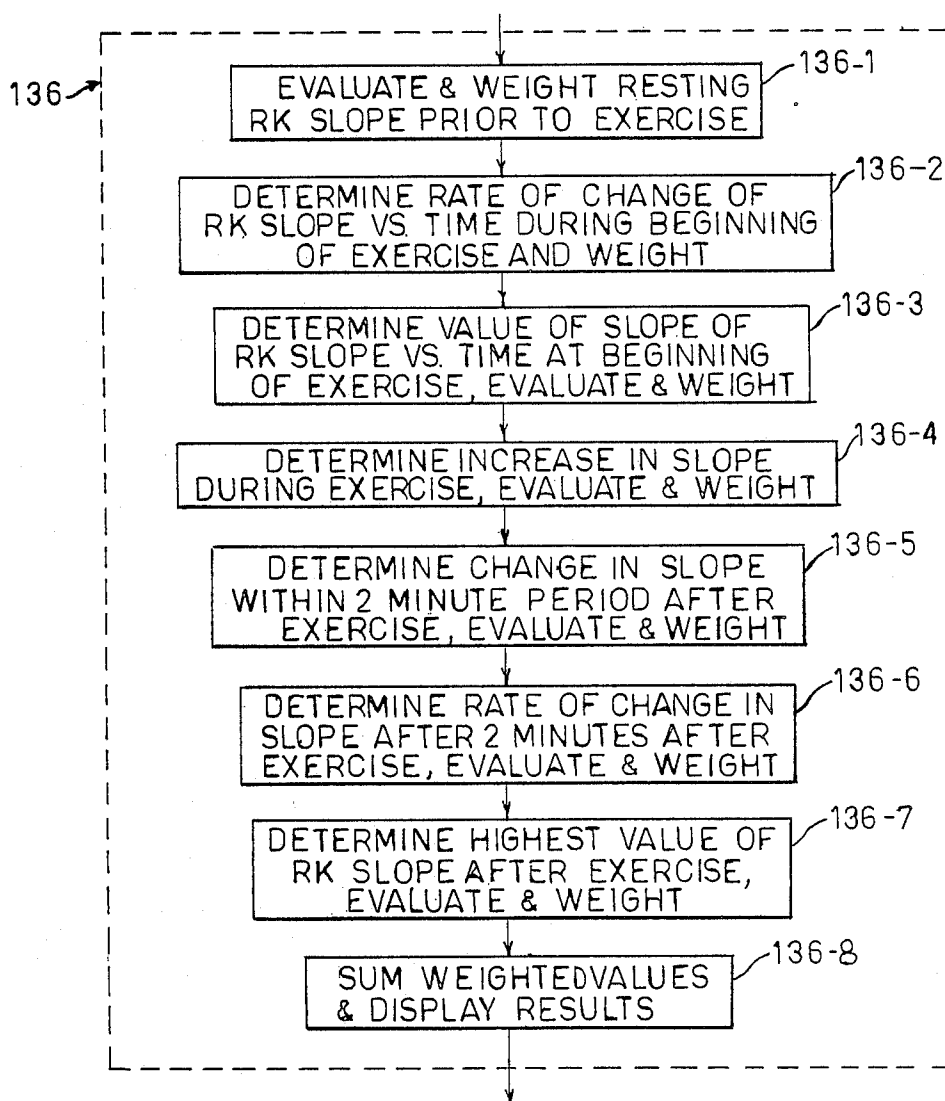 136
136-1
EVALUATE & WEIGHT RESTING
RK SLOPE PRIOR TO EXERCISE
136-2
DETERMINE RATE OF CHANGE OF
RK SLOPE VS. TIME DURING BEGINNING
OF EXERCISE AND WEIGHT
136-3
DETERMINE VALUE OF SLOPE OF
RK SLOPE VS. TIME AT BEGINNING
OF EXERCISE, EVALUATE & WEIGHT
136-4
DETERMINE INCREASE IN SLOPE
DURING EXERCISE, EVALUATE & WEIGHT
136-5
DETERMINE CHANGE IN SLOPE
WITHIN 2 MINUTE PERIOD AFTER
EXERCISE, EVALUATE & WEIGHT
136-6
DETERMINE RATE OF CHANGE IN
SLOPE AFTER 2 MINUTES AFTER
EXERCISE, EVALUATE & WEIGHT
136-7
DETERMINE HIGHEST VALUE OF
RK SLOPE AFTER EXERCISE,
EVALUATE & WEIGHT
136-8
SUM WEIGHTEDVALUES
& DISPLAY RESULTS